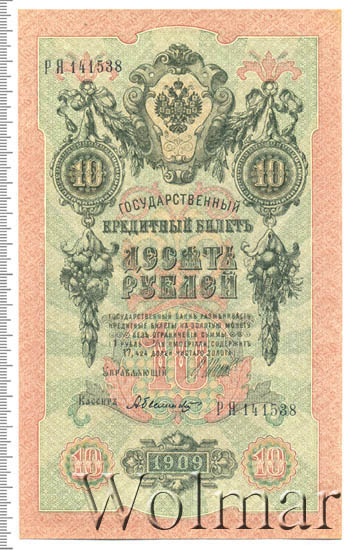 РЯ 141538
10 10
ГОСУДАРСТВЕННЫЙ
КРЕДИТНЫЙ БИЛЕТЪ
ДЕСЯТЬ
РУБЛЕЙ
ГОСУДАРСТВЕННЫЙ БАНКЪ РАЗМѢНИВАЕТЪ
КРЕДИТНЫЕ БИЛЕТЫ НА ЗОЛОТУЮ МОНЕТУ
БЕЗЪ ОГРАНИЧЕНІЯ СУММЫ
(1 РУБЛЬ = 1/15 ИМПЕРІАЛА, СОДЕРЖИТЪ
17,424 ДОЛЕЙ ЧИСТАГО ЗОЛОТА)
УПРАВЛЯЮЩІЙ
10
Кассиръ
РЯ 141538
10 1909 10
Wolmar